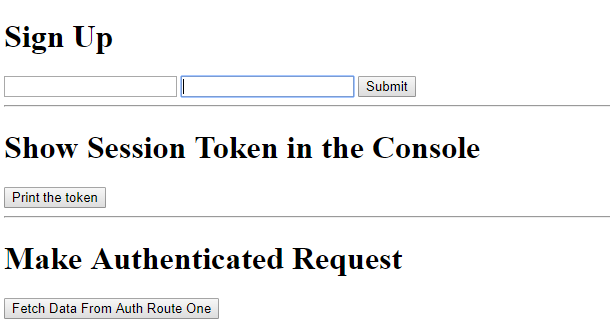 Sign Up
Submit
Show Session Token in the Console
Print the token
Make Authenticated Request
Fetch Data From Auth Route One